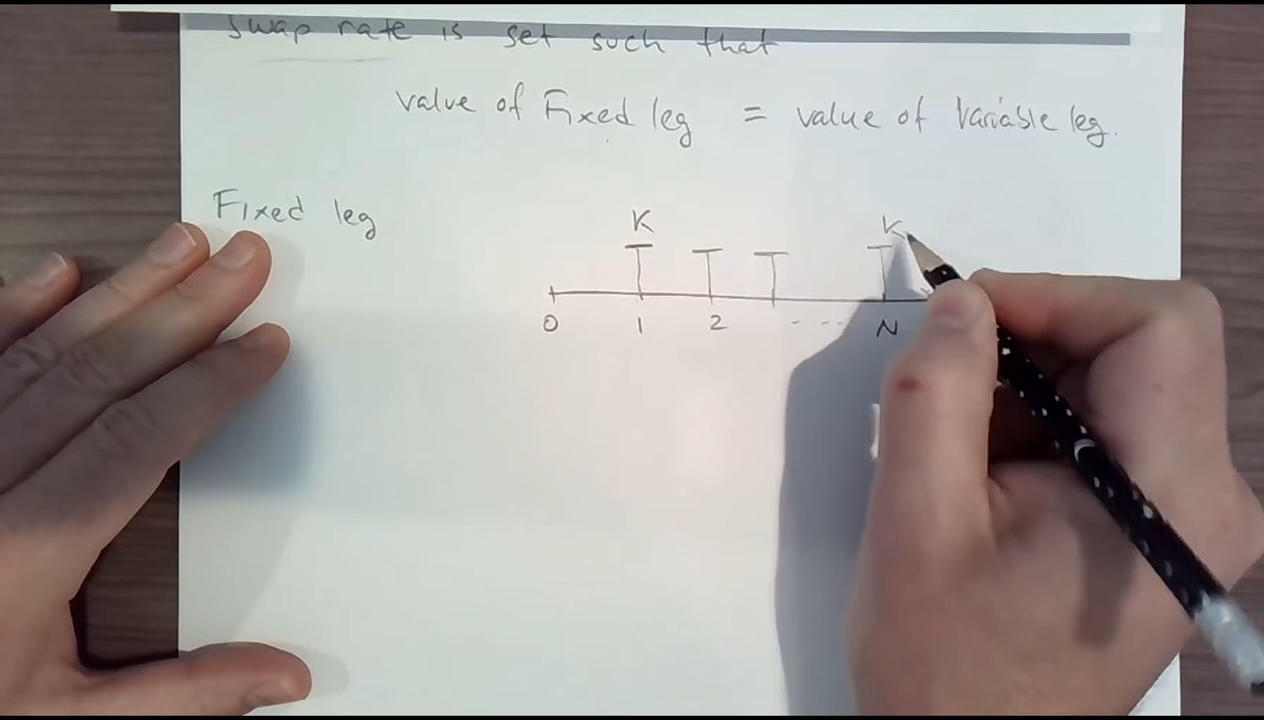 Swap rate is set such that
value of Fixed leg = value of Variable leg.
Fixed leg
K K
0 1 2 - - - N